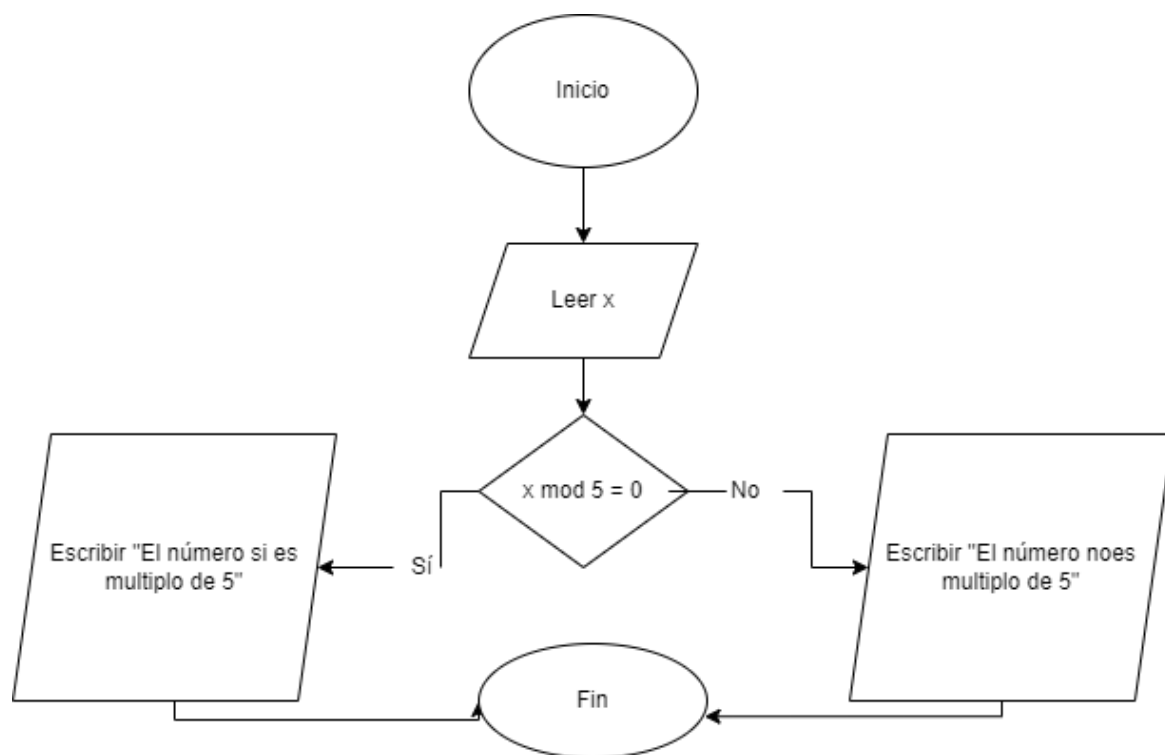 Inicio
Leer x
x mod 5 = 0
No
Sí
Escribir "El número si es
multiplo de 5"
Escribir "El número noes
multiplo de 5"
Fin